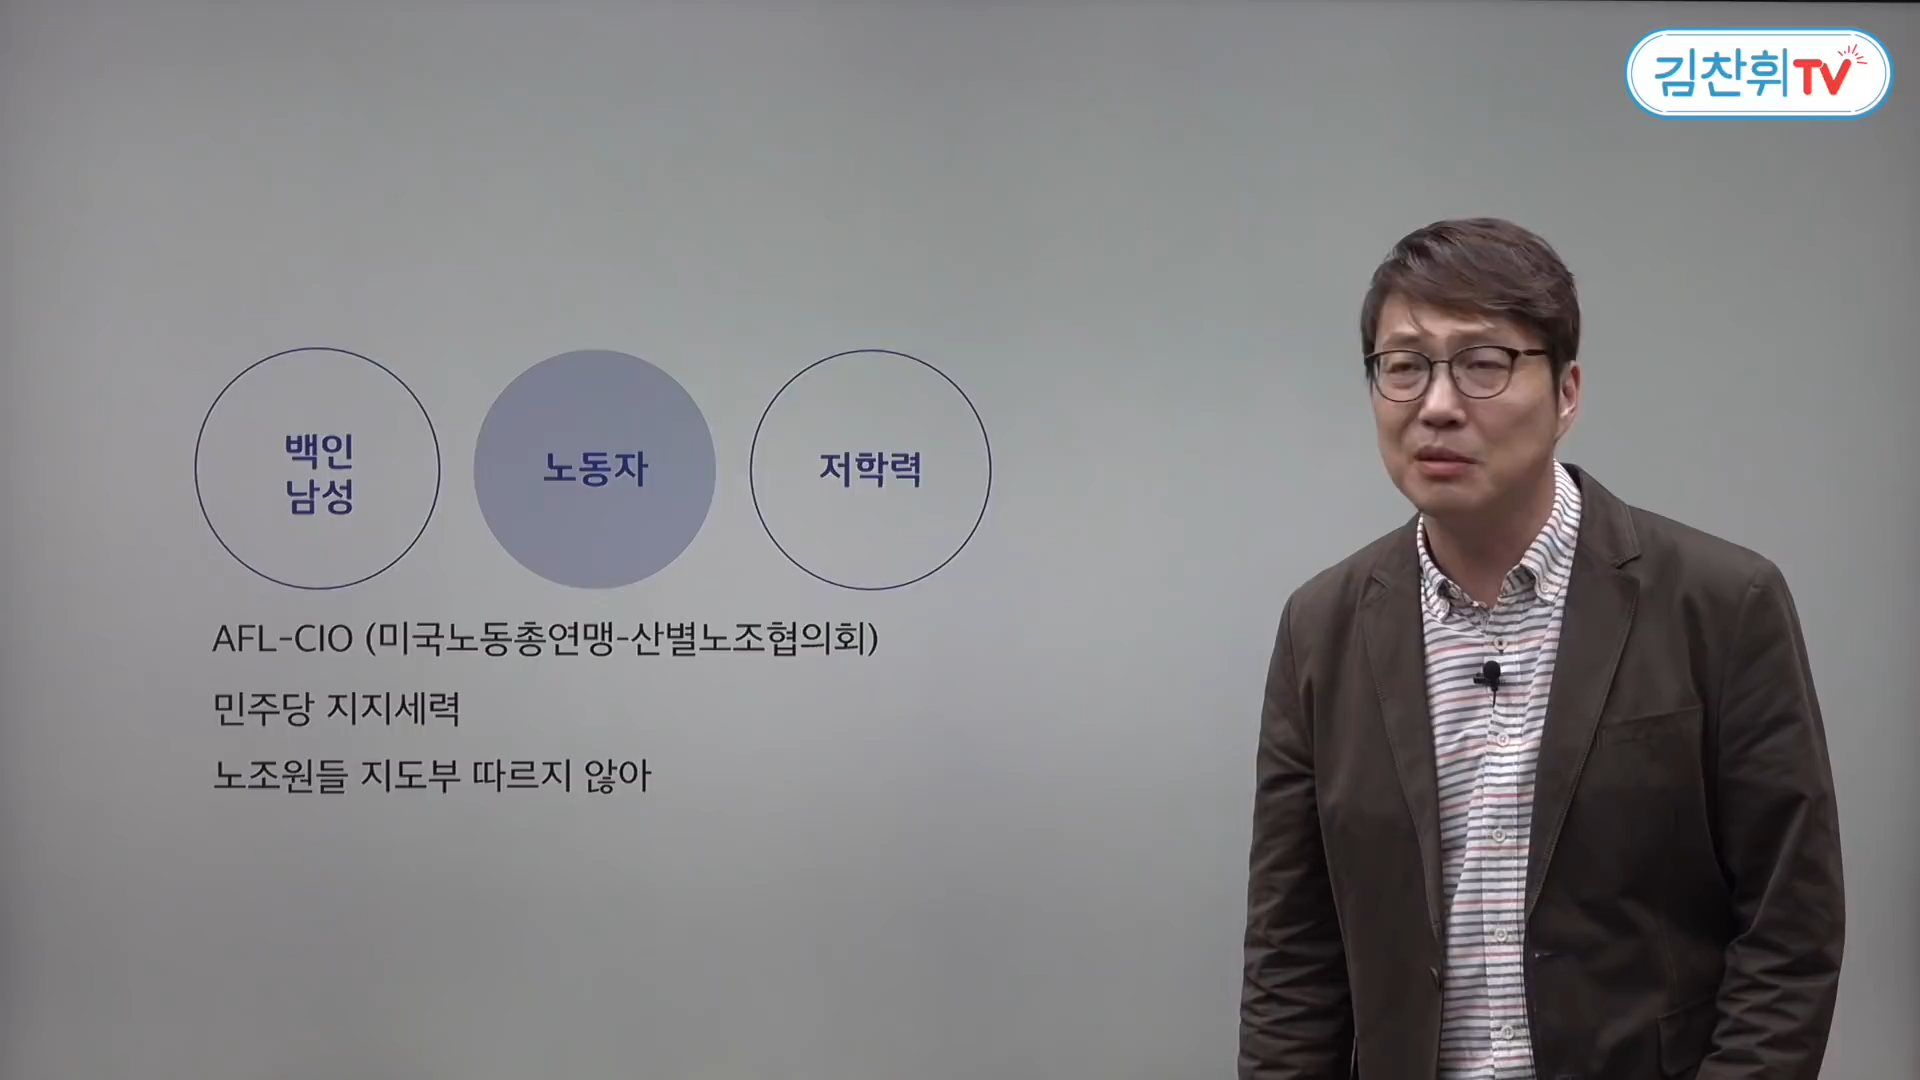 김찬휘TV
백인
남성
노동자
저학력
AFL-CIO (미국노동총연맹-산별노조협의회)
민주당 지지세력
노조원들 지도부 따르지 않아